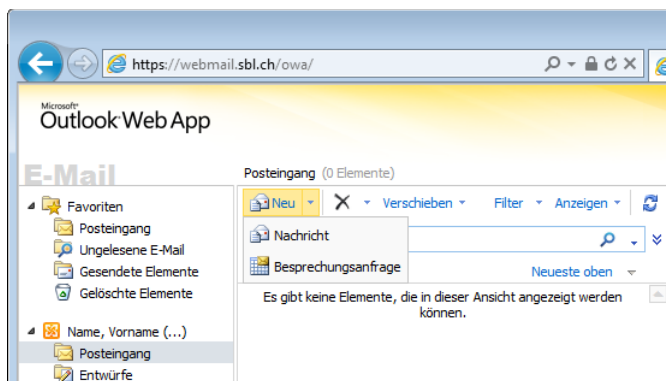 https://webmail.sbl.ch/owa/
Microsoft®
Outlook Web App
E-Mail
Posteingang (0 Elemente)
Neu Verschieben Filter Anzeigen
Favoriten
Posteingang
Ungelesene E-Mail
Gesendete Elemente
Gelöschte Elemente
Nachricht
Besprechungsanfrage
Neueste oben
Es gibt keine Elemente, die in dieser Ansicht angezeigt werden
können.
Name, Vorname (...)
Posteingang
Entwürfe